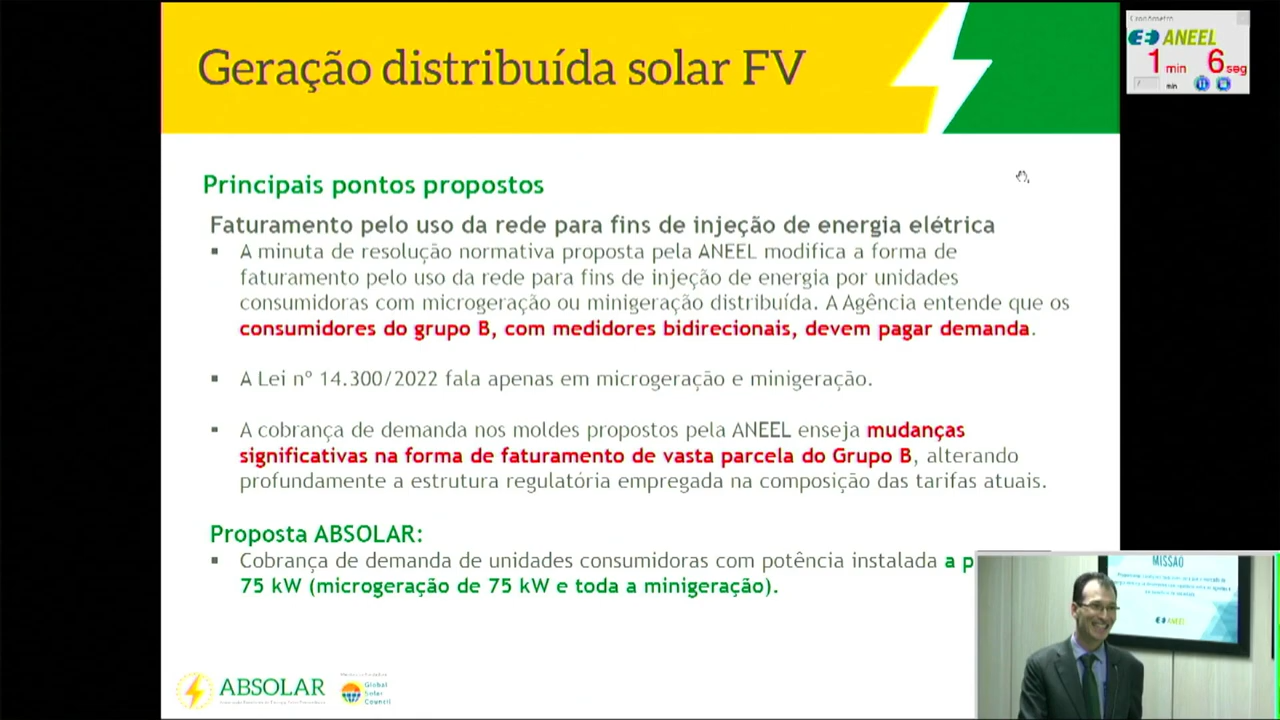 Geração distribuída solar FV
Cronômetro
ANEEL
1 min 6 seg
min
Principais pontos propostos
Faturamento pelo uso da rede para fins de injeção de energia elétrica
▪ A minuta de resolução normativa proposta pela ANEEL modifica a forma de
faturamento pelo uso da rede para fins de injeção de energia por unidades
consumidoras com microgeração ou minigeração distribuída. A Agência entende que os
consumidores do grupo B, com medidores bidirecionais, devem pagar demanda.
▪ A Lei nº 14.300/2022 fala apenas em microgeração e minigeração.
▪ A cobrança de demanda nos moldes propostos pela ANEEL enseja mudanças
significativas na forma de faturamento de vasta parcela do Grupo B, alterando
profundamente a estrutura regulatória empregada na composição das tarifas atuais.
Proposta ABSOLAR:
▪ Cobrança de demanda de unidades consumidoras com potência instalada a p
75 kW (microgeração de 75 kW e toda a minigeração).
MISSÃO
ANEEL
ABSOLAR
Global
Solar
Council